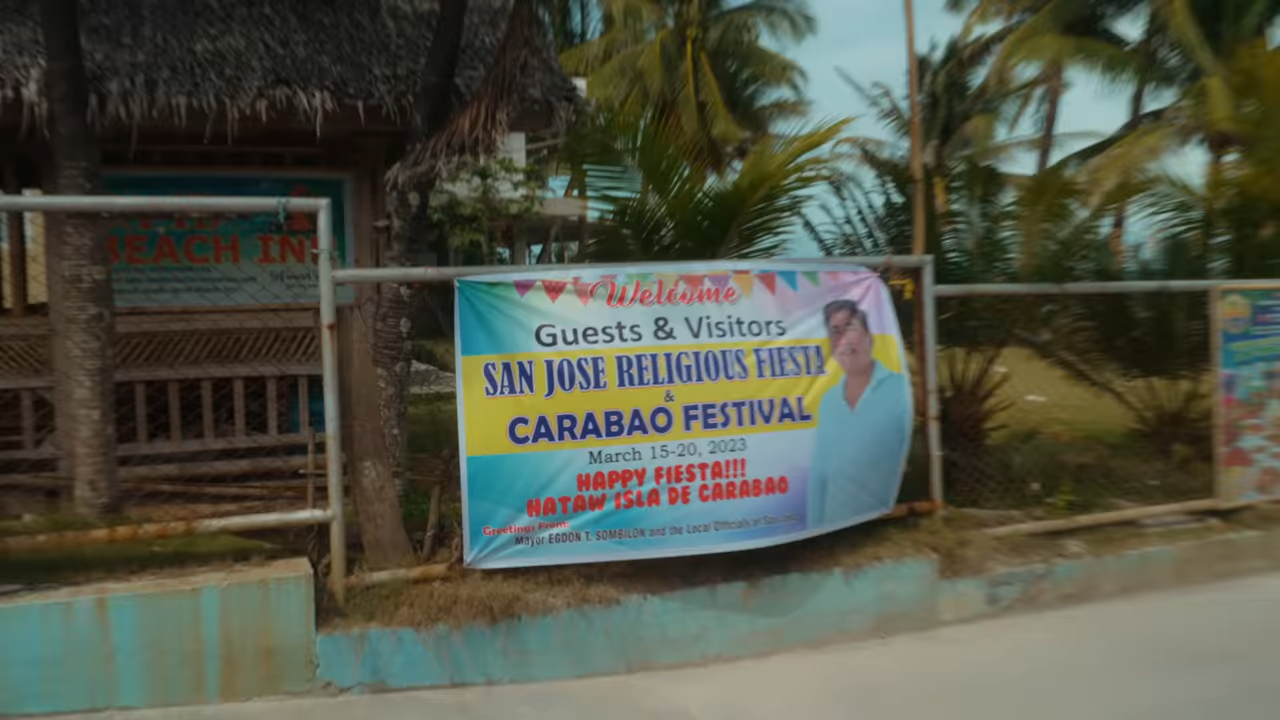 BEACH INN
Welcome
Guests & Visitors
SAN JOSE RELIGIOUS FIESTA
&
CARABAO FESTIVAL
March 15-20, 2023
HAPPY FIESTA!!!
HATAW ISLA DE CARABAO
Greetings From:
Mayor EGDON T. SOMBILON and the Local Officials of